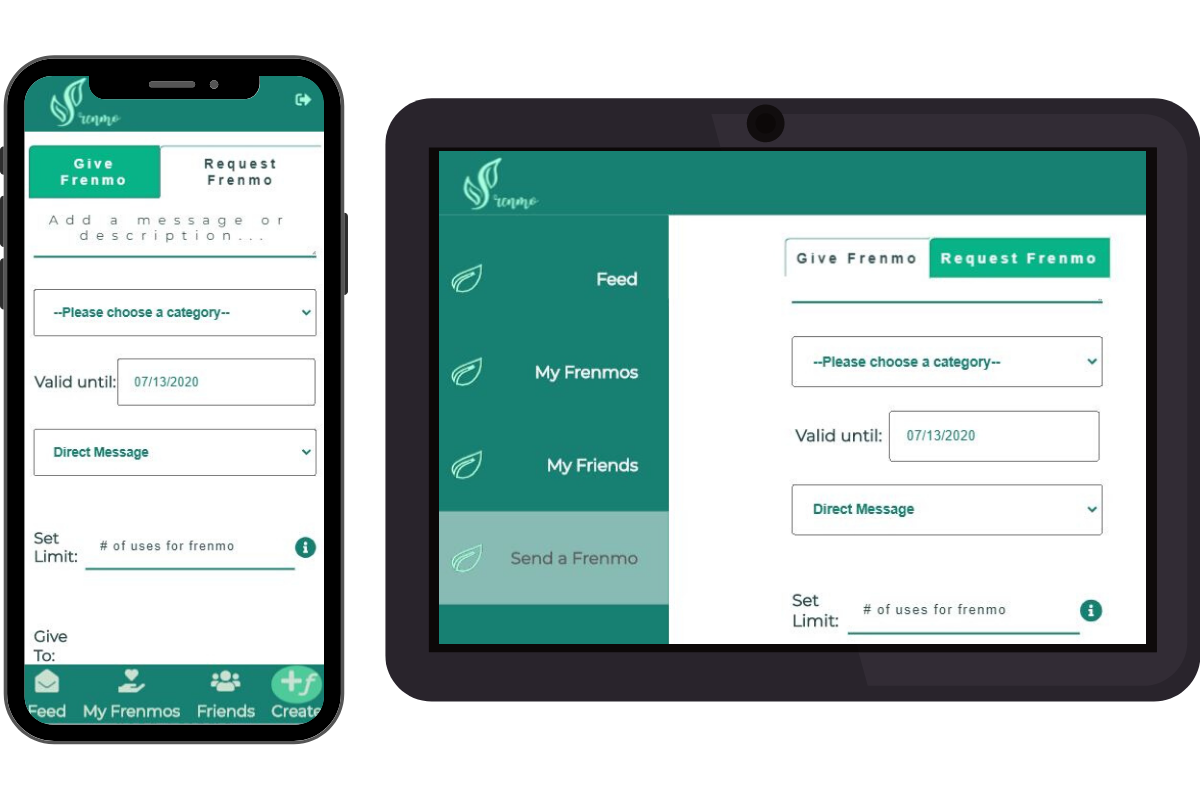 renmo
Give
Frenmo
Request
Frenmo
Add a message or
description...
--Please choose a category--
Valid until:
07/13/2020
Direct Message
Set
Limit:
# of uses for frenmo
Give
To:
Feed
My Frenmos
Friends
Create
renmo
Feed
My Frenmos
My Friends
Send a Frenmo
Give Frenmo
Request Frenmo
--Please choose a category--
Valid until:
07/13/2020
Direct Message
Set
Limit:
# of uses for frenmo